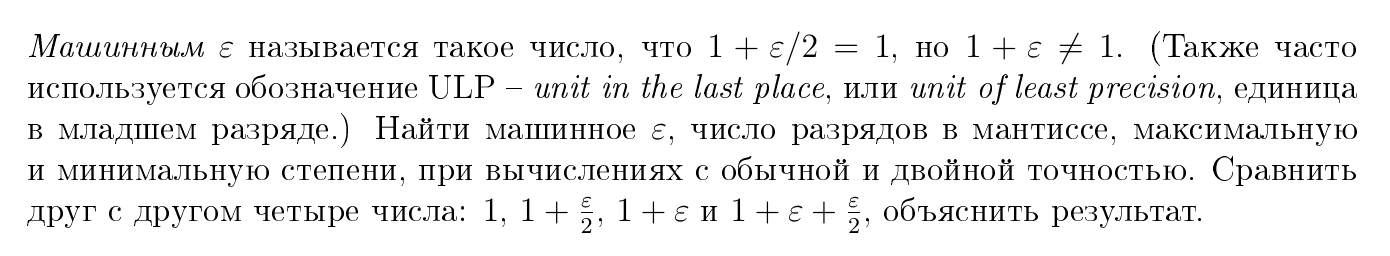 Машинным ε называется такое число, что 1 + ε/2 = 1, но 1 + ε ≠ 1. (Также часто
используется обозначение ULP – unit in the last place, или unit of least precision, единица
в младшем разряде.) Найти машинное ε, число разрядов в мантиссе, максимальную
и минимальную степени, при вычислениях с обычной и двойной точностью. Сравнить
друг с другом четыре числа: 1, 1 + ε/2, 1 + ε и 1 + ε + ε/2, объяснить результат.